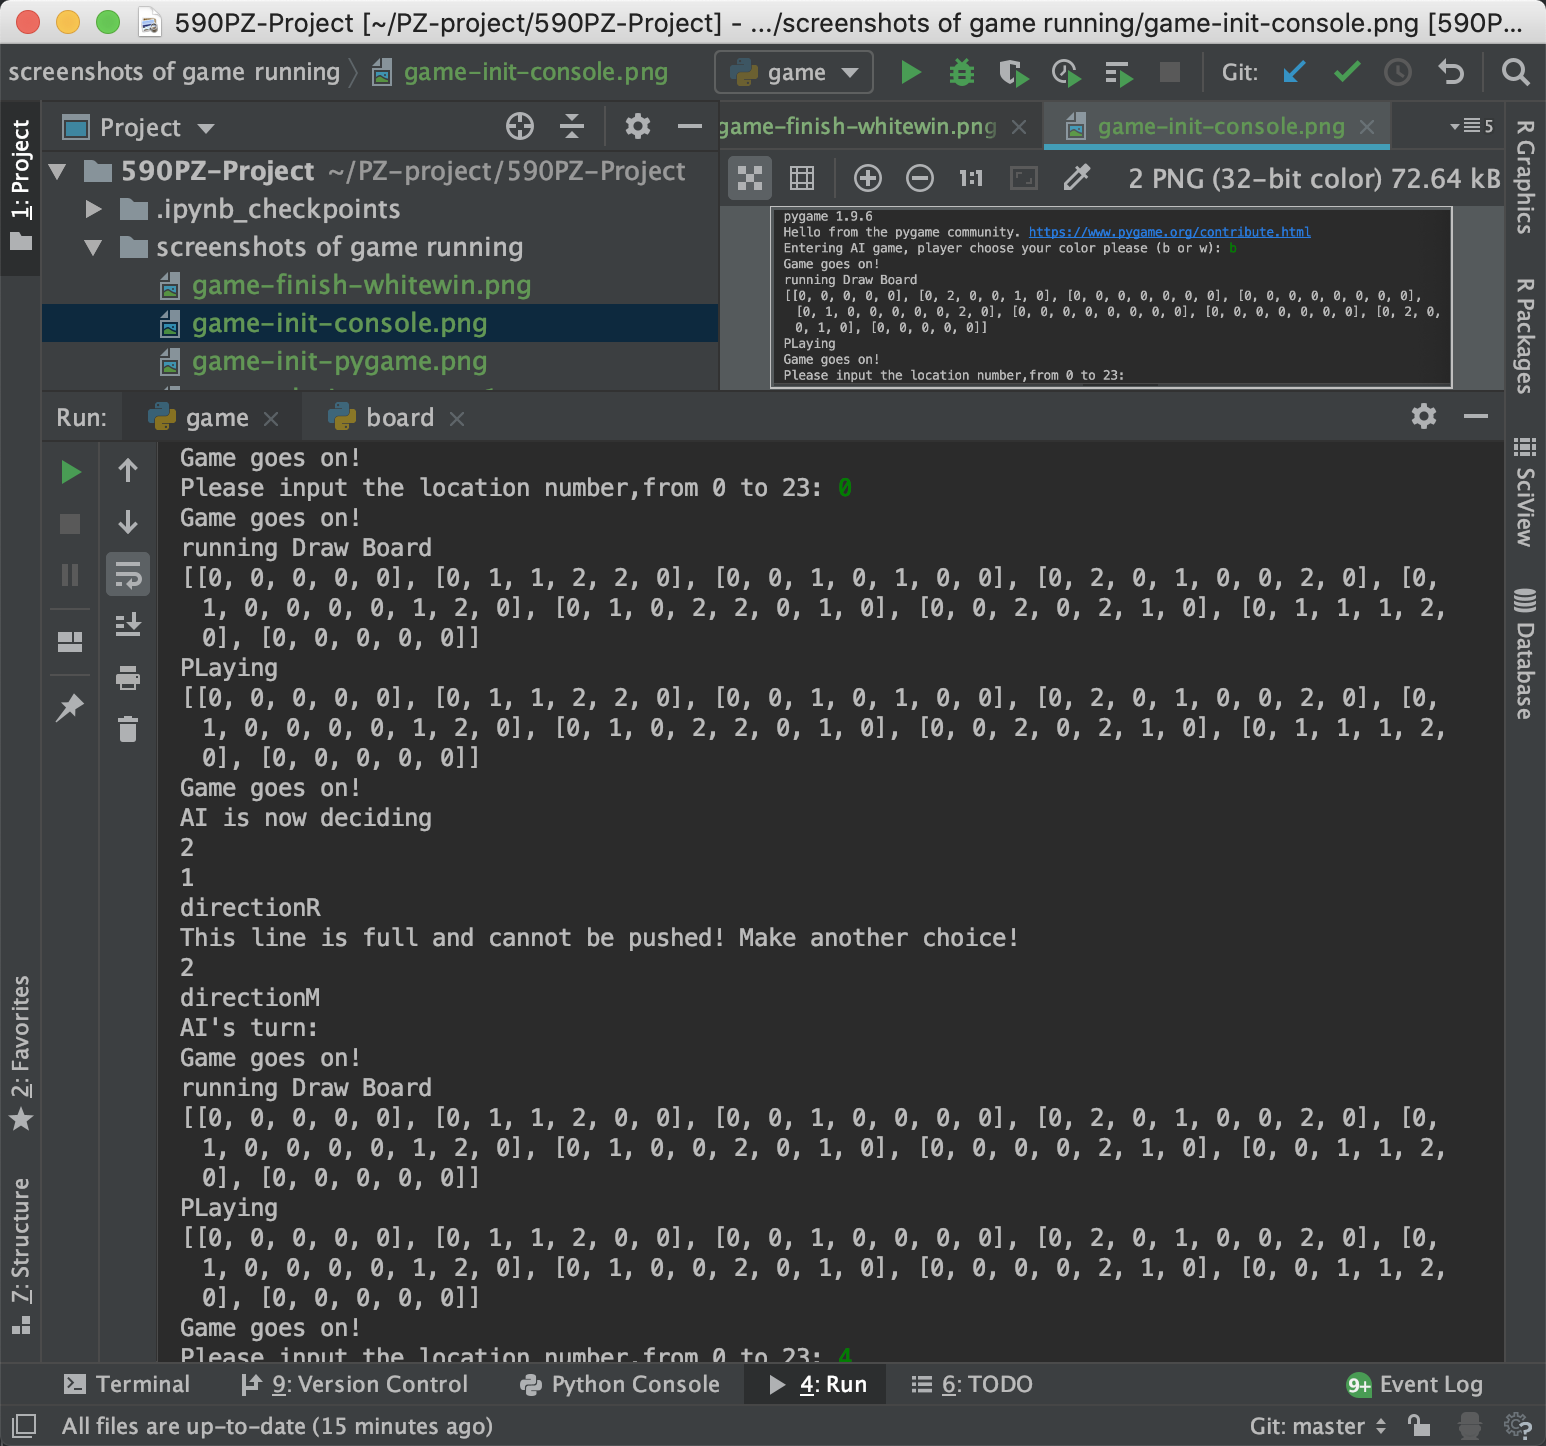 590PZ-Project [~/PZ-project/590PZ-Project] - .../screenshots of game running/game-init-console.png [590P...
screenshots of game running
game-init-console.png
game
Git:
1: Project
Project
game-finish-whitewin.png
game-init-console.png
5
590PZ-Project ~/PZ-project/590PZ-Project
1:1
2 PNG (32-bit color) 72.64 kB
.ipynb_checkpoints
screenshots of game running
game-finish-whitewin.png
game-init-console.png
game-init-pygame.png
pygame 1.9.6
Hello from the pygame community. https://www.pygame.org/contribute.html
Entering AI game, player choose your color please (b or w): b
Game goes on!
running Draw Board
[[0, 0, 0, 0, 0], [0, 2, 0, 0, 1, 0], [0, 0, 0, 0, 0, 0, 0], [0, 0, 0, 0, 0, 0, 0, 0],
[0, 1, 0, 0, 0, 0, 0, 2, 0], [0, 0, 0, 0, 0, 0, 0, 0], [0, 0, 0, 0, 0, 0, 0], [0, 2, 0,
0, 1, 0], [0, 0, 0, 0, 0]]
PLaying
Game goes on!
Please input the location number,from 0 to 23:
R Graphics
R Packages
SciView
Database
Run:
game
board
Game goes on!
Please input the location number,from 0 to 23: 0
Game goes on!
running Draw Board
[[0, 0, 0, 0, 0], [0, 1, 1, 2, 2, 0], [0, 0, 1, 0, 1, 0, 0], [0, 2, 0, 1, 0, 0, 2, 0], [0,
1, 0, 0, 0, 0, 1, 2, 0], [0, 1, 0, 2, 2, 0, 1, 0], [0, 0, 2, 0, 2, 1, 0], [0, 1, 1, 1, 2,
0], [0, 0, 0, 0, 0]]
PLaying
[[0, 0, 0, 0, 0], [0, 1, 1, 2, 2, 0], [0, 0, 1, 0, 1, 0, 0], [0, 2, 0, 1, 0, 0, 2, 0], [0,
1, 0, 0, 0, 0, 1, 2, 0], [0, 1, 0, 2, 2, 0, 1, 0], [0, 0, 2, 0, 2, 1, 0], [0, 1, 1, 1, 2,
0], [0, 0, 0, 0, 0]]
Game goes on!
AI is now deciding
2
1
directionR
This line is full and cannot be pushed! Make another choice!
2
directionM
AI's turn:
Game goes on!
running Draw Board
[[0, 0, 0, 0, 0], [0, 1, 1, 2, 0, 0], [0, 0, 1, 0, 0, 0, 0], [0, 2, 0, 1, 0, 0, 2, 0], [0,
1, 0, 0, 0, 0, 1, 2, 0], [0, 1, 0, 0, 2, 0, 1, 0], [0, 0, 0, 0, 2, 1, 0], [0, 0, 1, 1, 2,
0], [0, 0, 0, 0, 0]]
PLaying
[[0, 0, 0, 0, 0], [0, 1, 1, 2, 0, 0], [0, 0, 1, 0, 0, 0, 0], [0, 2, 0, 1, 0, 0, 2, 0], [0,
1, 0, 0, 0, 0, 1, 2, 0], [0, 1, 0, 0, 2, 0, 1, 0], [0, 0, 0, 0, 2, 1, 0], [0, 0, 1, 1, 2,
0], [0, 0, 0, 0, 0]]
Game goes on!
Please input the location number,from 0 to 23: 4
2: Favorites
7: Structure
Terminal
9: Version Control
Python Console
4: Run
6: TODO
9+ Event Log
All files are up-to-date (15 minutes ago)
Git: master